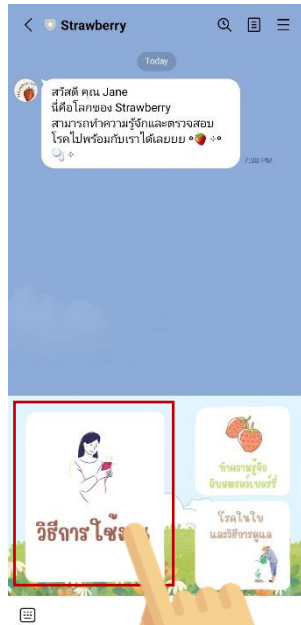 Strawberry
Today
สวัสดี คุณ Jane
นี่คือโลกของ Strawberry
สามารถทำความรู้จักและตรวจสอบ
โรคไปพร้อมกับเราได้เลยยย
7:38 PM
ทำความรู้จัก
กับสตรอว์เบอร์รี่
วิธีการใช้
โรคในใบ
และวิธีการดูแล